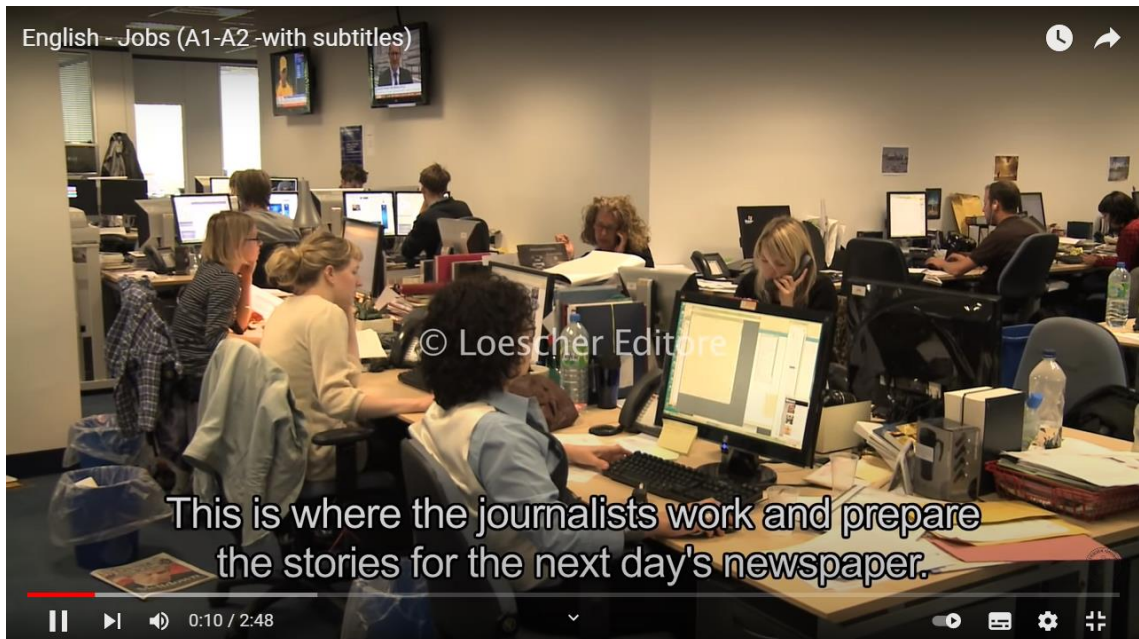 English - Jobs (A1-A2 -with subtitles)
© Loescher Editore
This is where the journalists work and prepare
the stories for the next day's newspaper.
0:10 / 2:48